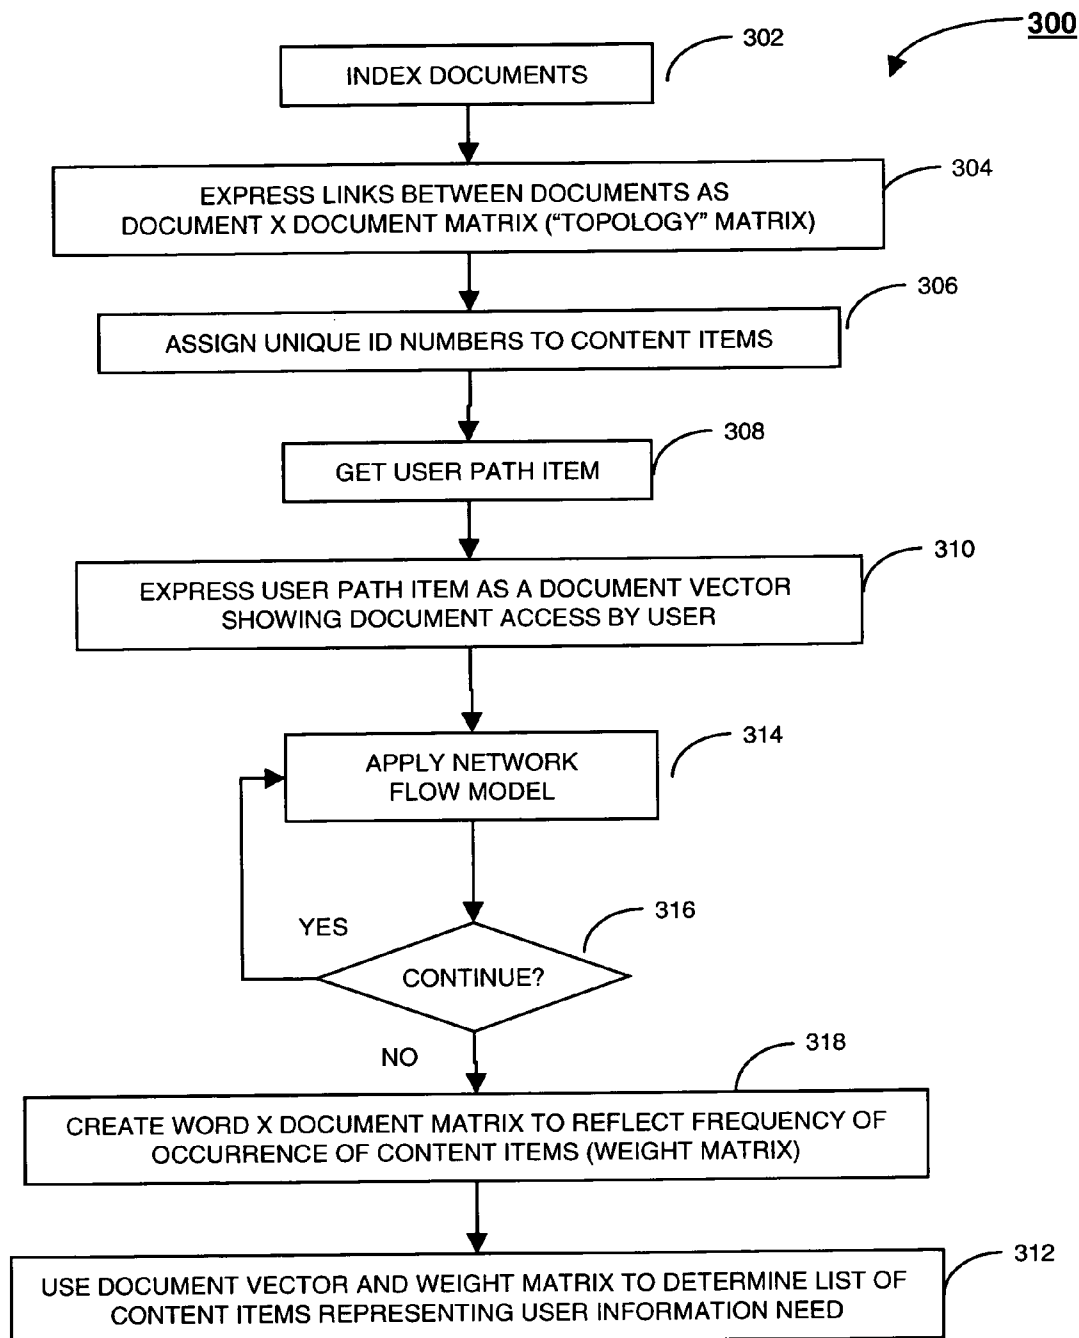 300
302
INDEX DOCUMENTS
304
EXPRESS LINKS BETWEEN DOCUMENTS AS
DOCUMENT X DOCUMENT MATRIX (“TOPOLOGY” MATRIX)
306
ASSIGN UNIQUE ID NUMBERS TO CONTENT ITEMS
308
GET USER PATH ITEM
310
EXPRESS USER PATH ITEM AS A DOCUMENT VECTOR
SHOWING DOCUMENT ACCESS BY USER
314
APPLY NETWORK
FLOW MODEL
316
YES
CONTINUE?
NO
318
CREATE WORD X DOCUMENT MATRIX TO REFLECT FREQUENCY OF
OCCURRENCE OF CONTENT ITEMS (WEIGHT MATRIX)
312
USE DOCUMENT VECTOR AND WEIGHT MATRIX TO DETERMINE LIST OF
CONTENT ITEMS REPRESENTING USER INFORMATION NEED